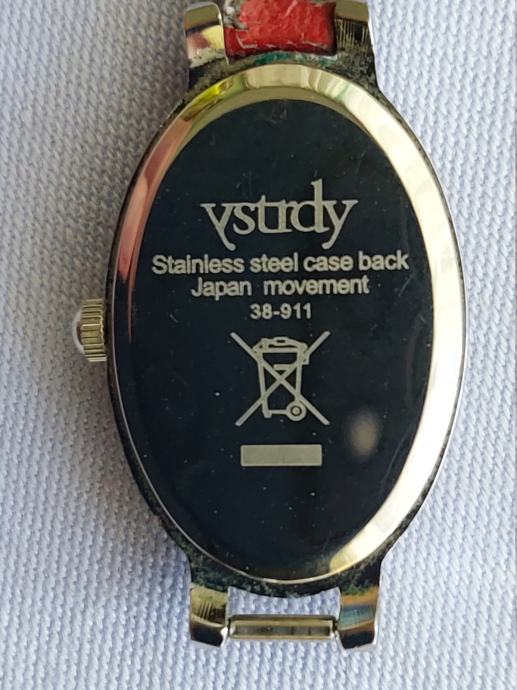 ystrdy
Stainless steel case back
Japan movement
38-911